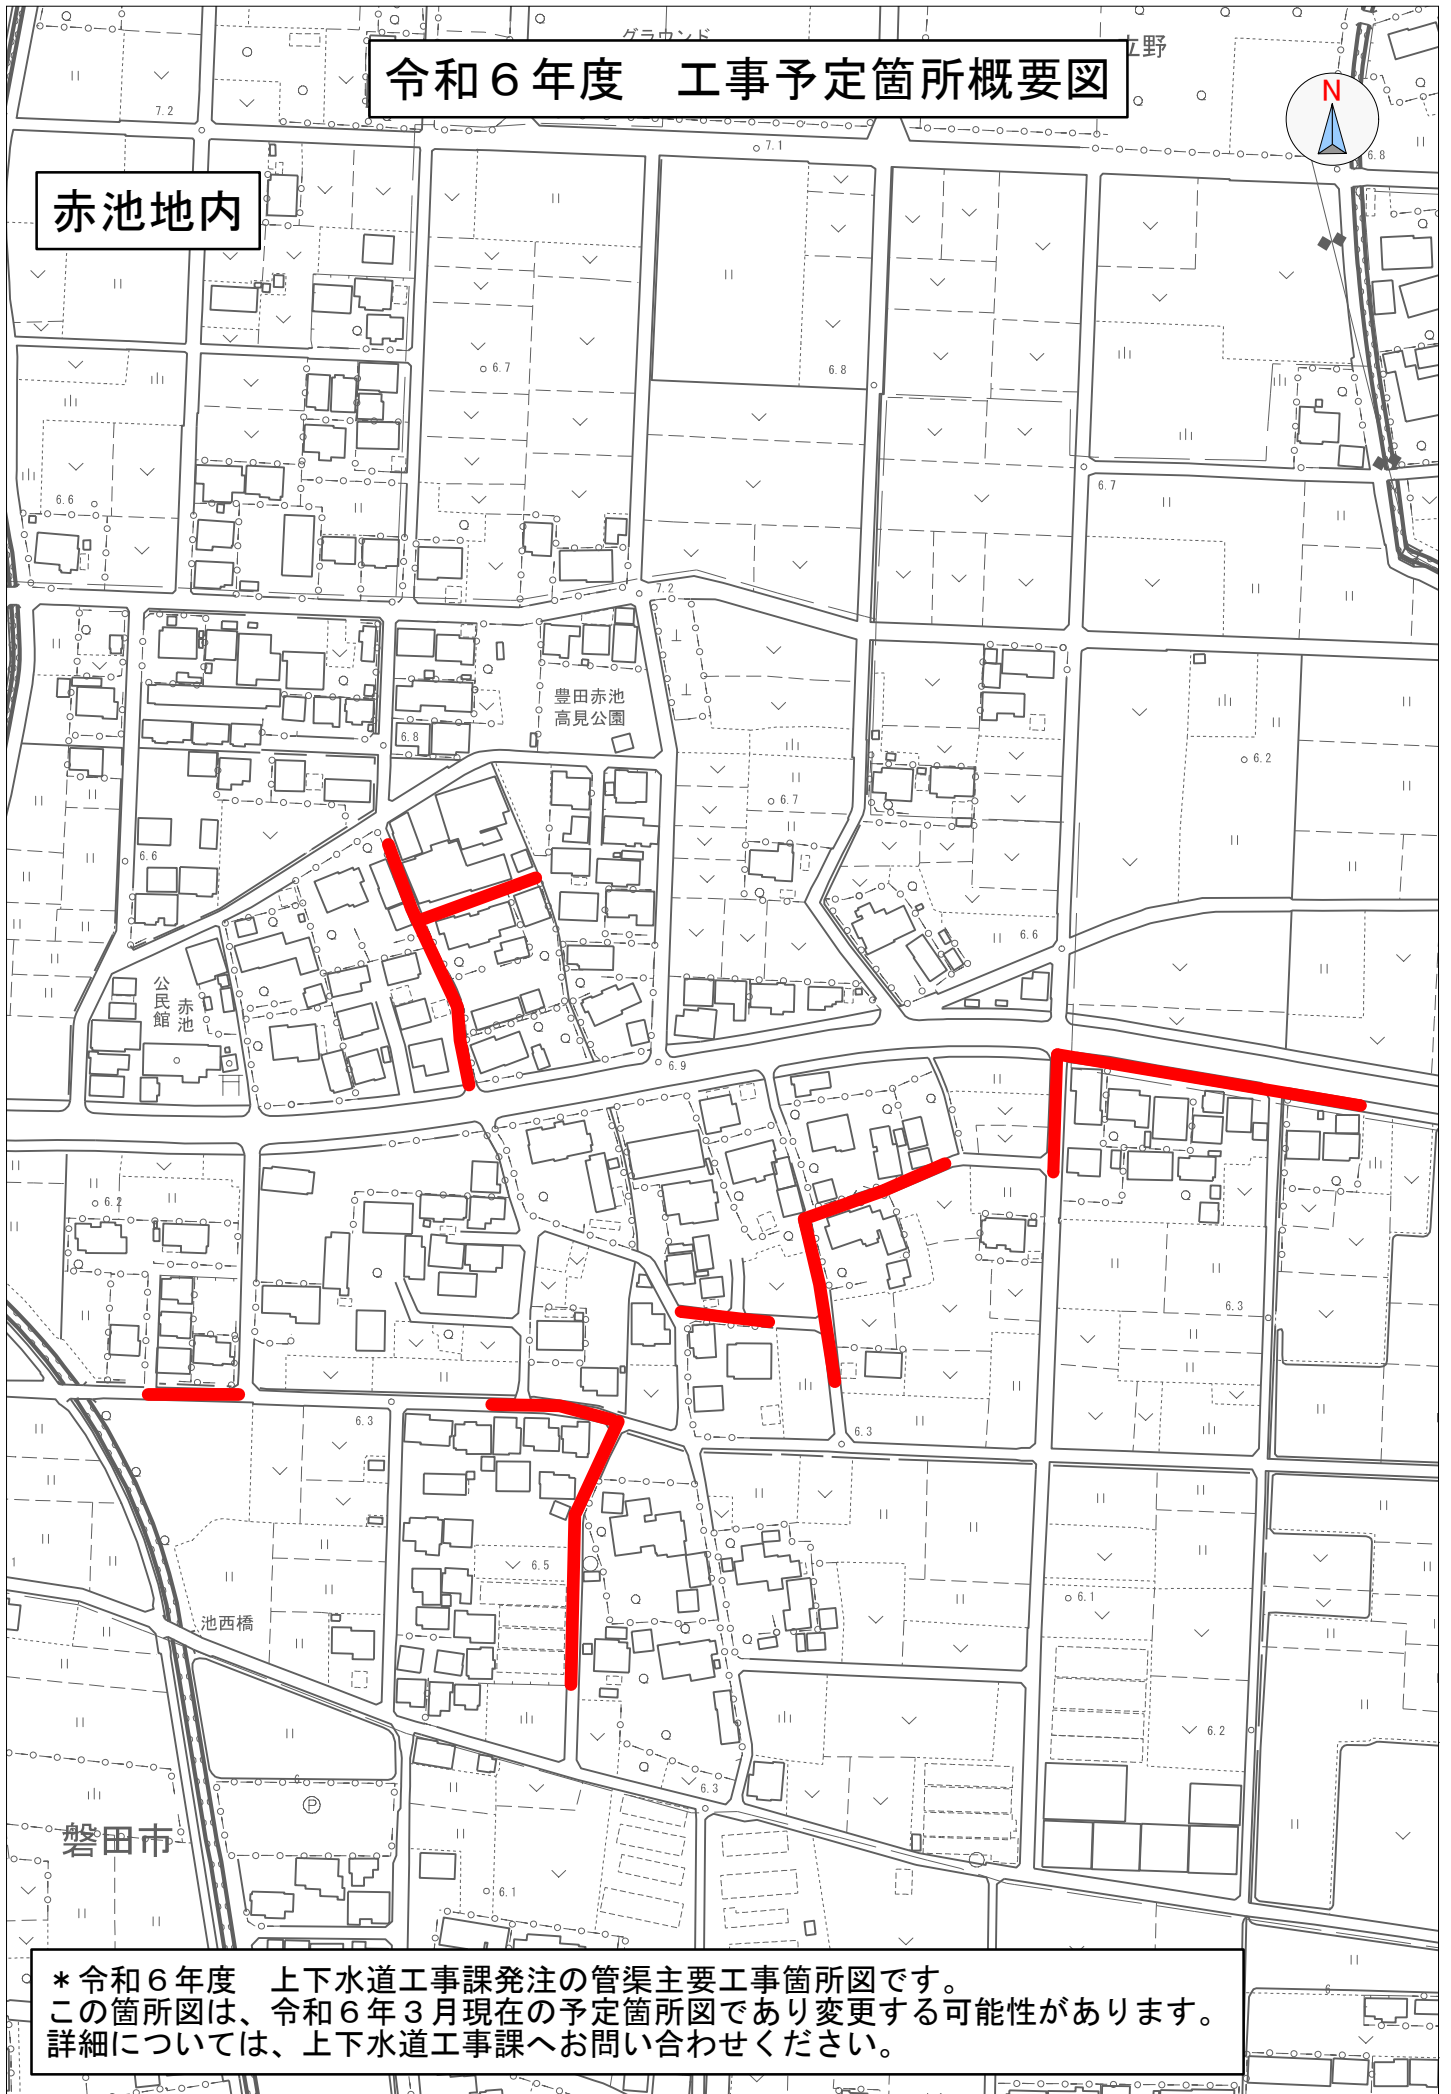 グラウンド
立野
令和６年度　工事予定箇所概要図
N
7.2
7.1
6.8
赤池地内
6.7
6.8
6.6
6.7
7.2
豊田赤池
高見公園
6.8
6.2
6.7
6.6
6.6
赤池
公民館
6.9
6.2
6.3
6.3
6.3
6.5
6.1
池西橋
6.2
6.3
P
磐田市
6.1
＊令和６年度　上下水道工事課発注の管渠主要工事箇所図です。
この箇所図は、令和６年３月現在の予定箇所図であり変更する可能性があります。
詳細については、上下水道工事課へお問い合わせください。